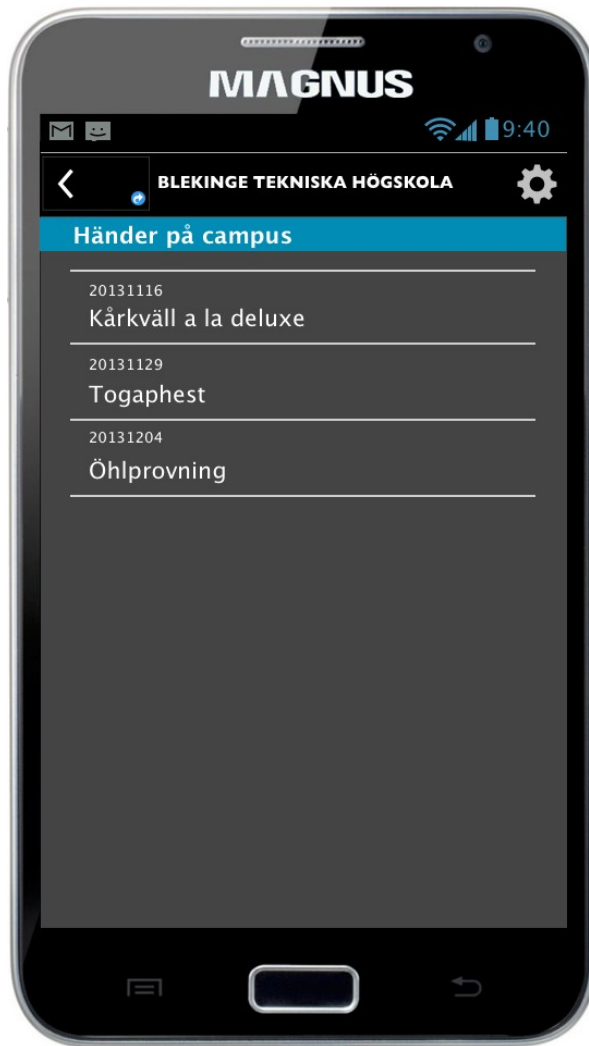 MAGNUS
9:40
BLEKINGE TEKNISKA HÖGSKOLA
Händer på campus
20131116
Kårkväll a la deluxe
20131129
Togaphest
20131204
Öhlprovning